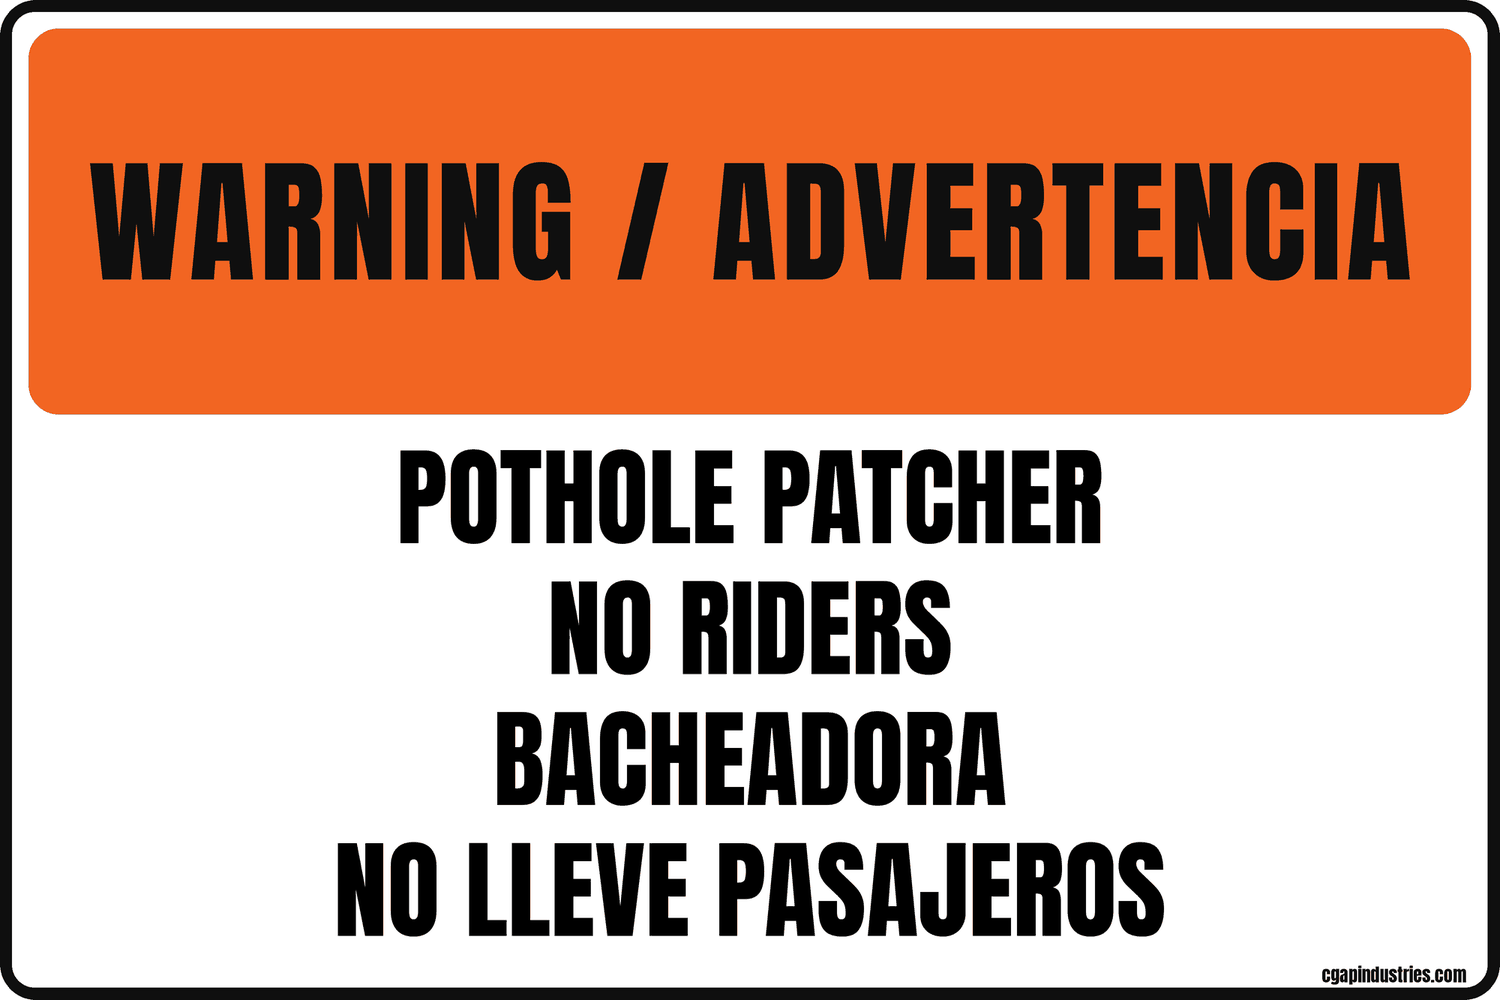 WARNING / ADVERTENCIA
POTHOLE PATCHER
NO RIDERS
BACHEADORA
NO LLEVE PASAJEROS
cgapindustries.com